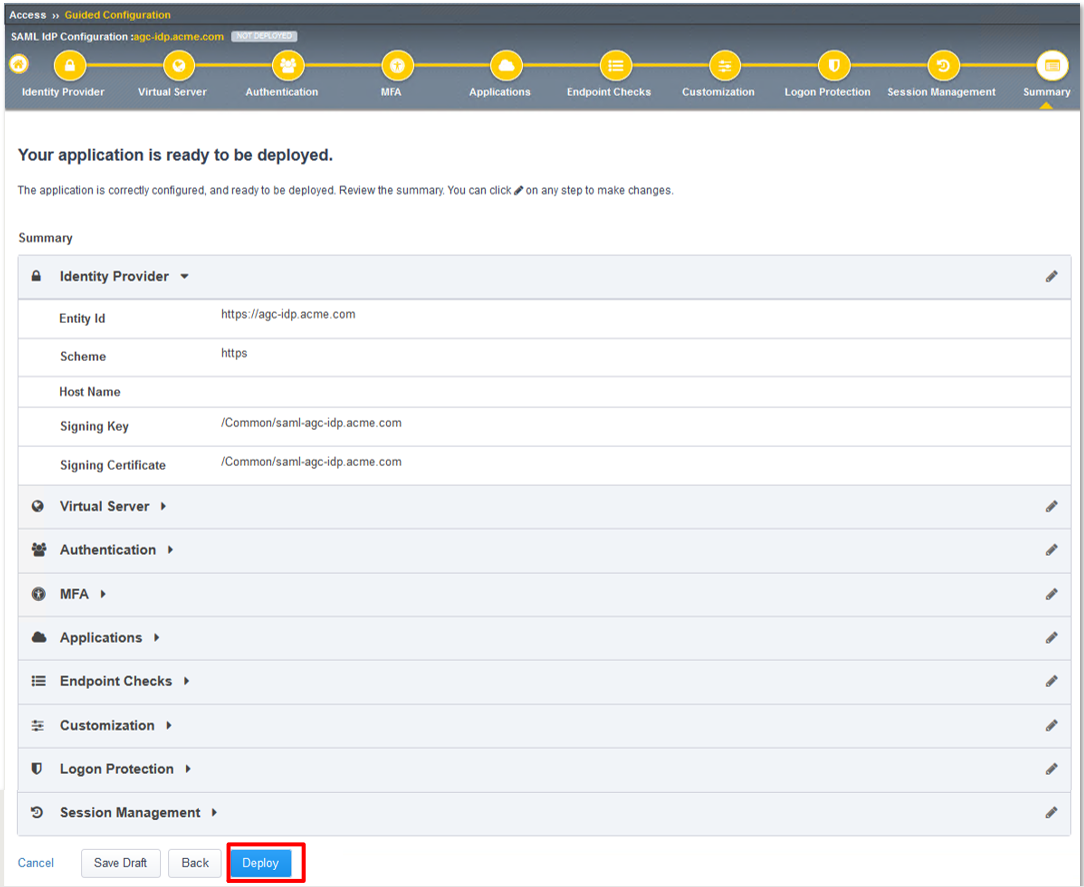 Access ›› Guided Configuration
SAML IdP Configuration :agc-idp.acme.com NOT DEPLOYED
Identity Provider Virtual Server Authentication MFA Applications Endpoint Checks Customization Logon Protection Session Management Summary
Your application is ready to be deployed.
The application is correctly configured, and ready to be deployed. Review the summary. You can click on any step to make changes.
Summary
Identity Provider
Entity Id https://agc-idp.acme.com
Scheme https
Host Name
Signing Key /Common/saml-agc-idp.acme.com
Signing Certificate /Common/saml-agc-idp.acme.com
Virtual Server
Authentication
MFA
Applications
Endpoint Checks
Customization
Logon Protection
Session Management
Cancel Save Draft Back Deploy